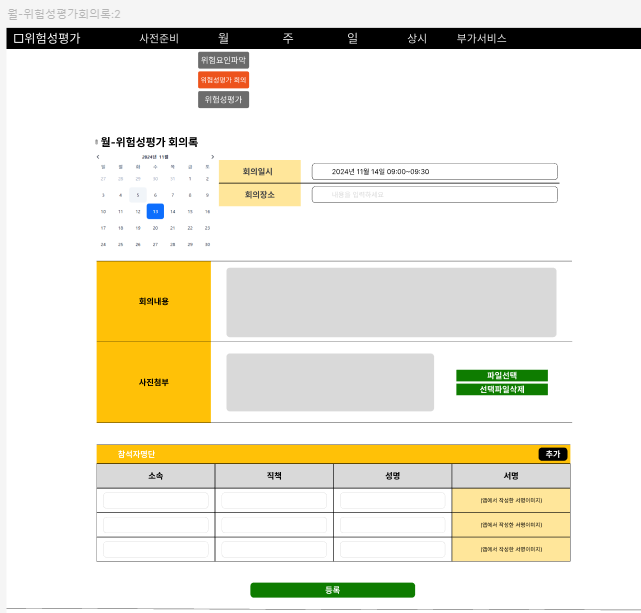 월-위험성평가회의록:2
위험성평가 사전준비 월 주 일 상시 부가서비스
위험요인파악
위험성평가 회의
위험성평가
월-위험성평가 회의록
2024년 11월
일 월 화 수 목 금 토
27 28 29 30 31 1 2
3 4 5 6 7 8 9
10 11 12 13 14 15 16
17 18 19 20 21 22 23
24 25 26 27 28 29 30
회의일시 2024년 11월 14일 09:00~09:30
회의장소 내용을 입력하세요
회의내용
사진첨부
파일선택
선택파일삭제
참석자명단 추가
소속 직책 성명 서명
(앱에서 작성한 서명이미지)
(앱에서 작성한 서명이미지)
(앱에서 작성한 서명이미지)
등록